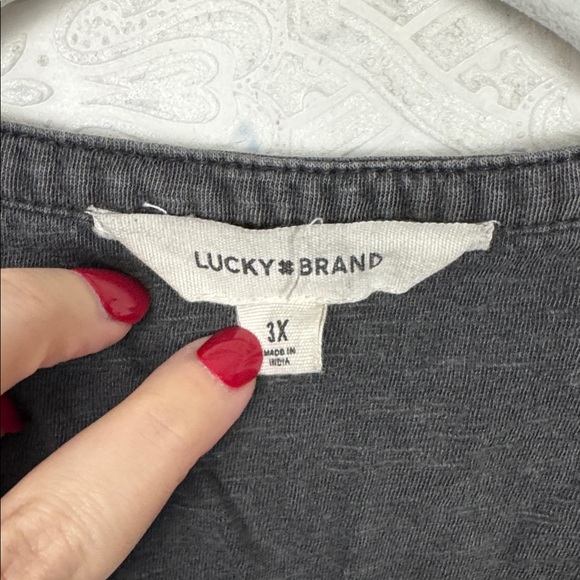 LUCKY BRAND
3X
MADE IN
INDIA